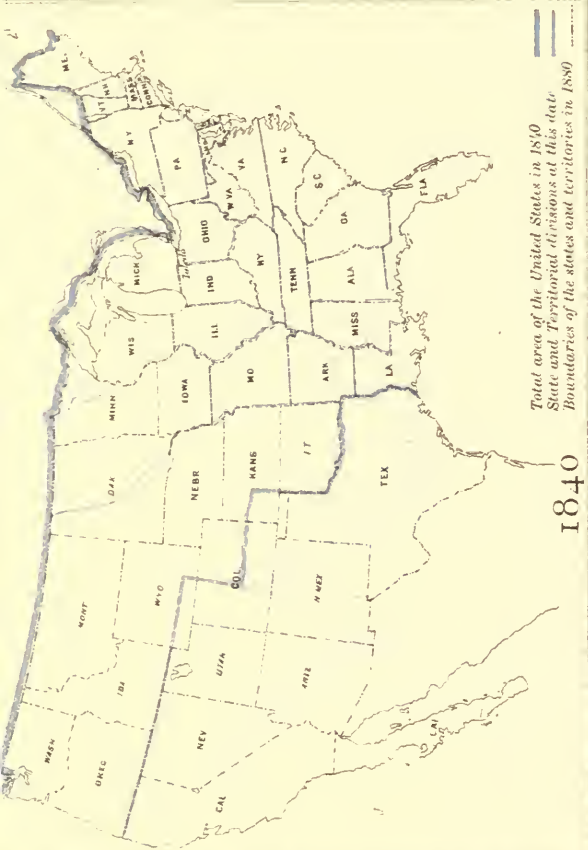 ME.
VT
NH
MASS
CONN
NY
PA
MICH
OHIO
IND
ILL
WIS
MINN
IOWA
MO
KY
W VA
VA
N C
S C
TENN
GA
ALA
MISS
ARK
LA
FLA
TEX
I T
KANS
NEBR
DAK
MONT
WYO
COL
N MEX
ARIZ
UTAH
IDA
WASH
OREG
NEV
CAL
1840
Total area of the United States in 1840
State and Territorial divisions at this date
Boundaries of the states and territories in 1880